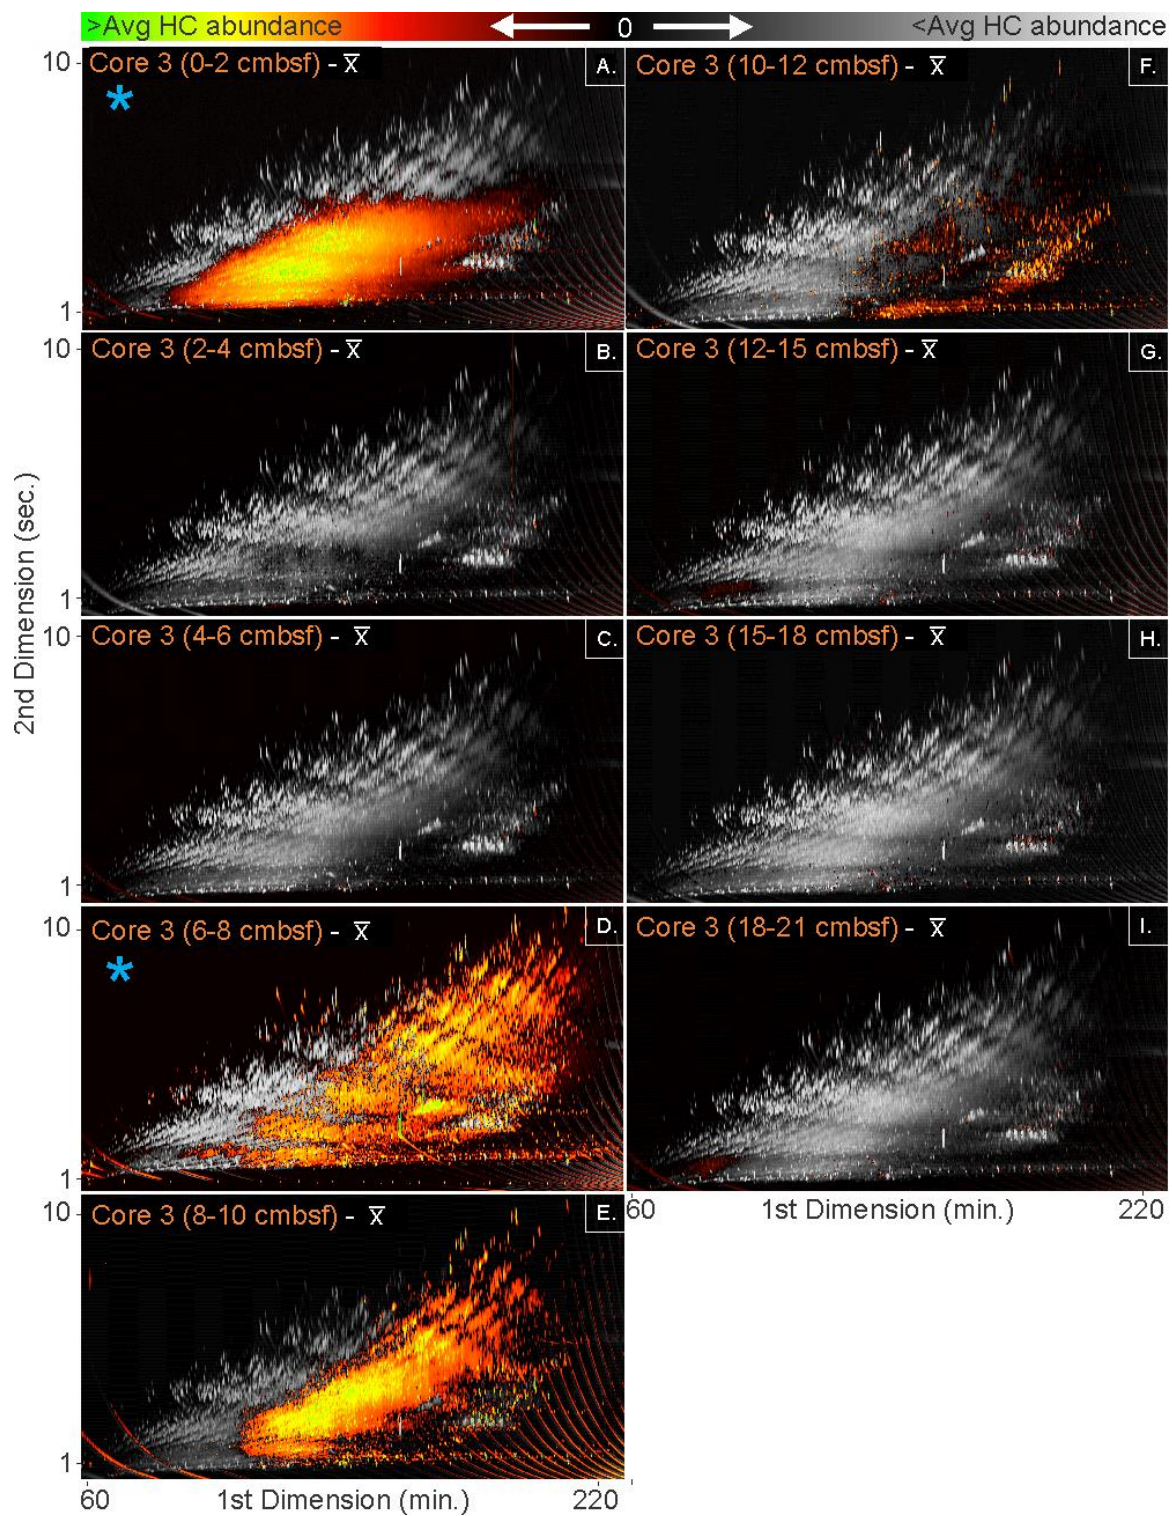 >Avg HC abundance 0 <Avg HC abundance
10
Core 3 (0-2 cmbsf) - x̅
A.
*
1
Core 3 (10-12 cmbsf) - x̅
F.
10
Core 3 (2-4 cmbsf) - x̅
B.
1
Core 3 (12-15 cmbsf) - x̅
G.
2nd Dimension (sec.)
10
Core 3 (4-6 cmbsf) - x̅
C.
1
Core 3 (15-18 cmbsf) - x̅
H.
10
Core 3 (6-8 cmbsf) - x̅
D.
*
1
Core 3 (18-21 cmbsf) - x̅
I.
60 1st Dimension (min.) 220
10
Core 3 (8-10 cmbsf) - x̅
E.
1
60 1st Dimension (min.) 220